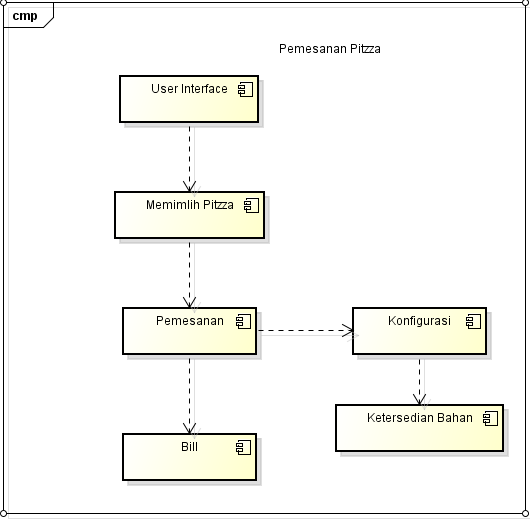 cmp
Pemesanan Pitzza
User Interface
Memimlih Pitzza
Pemesanan
Konfigurasi
Ketersedian Bahan
Bill